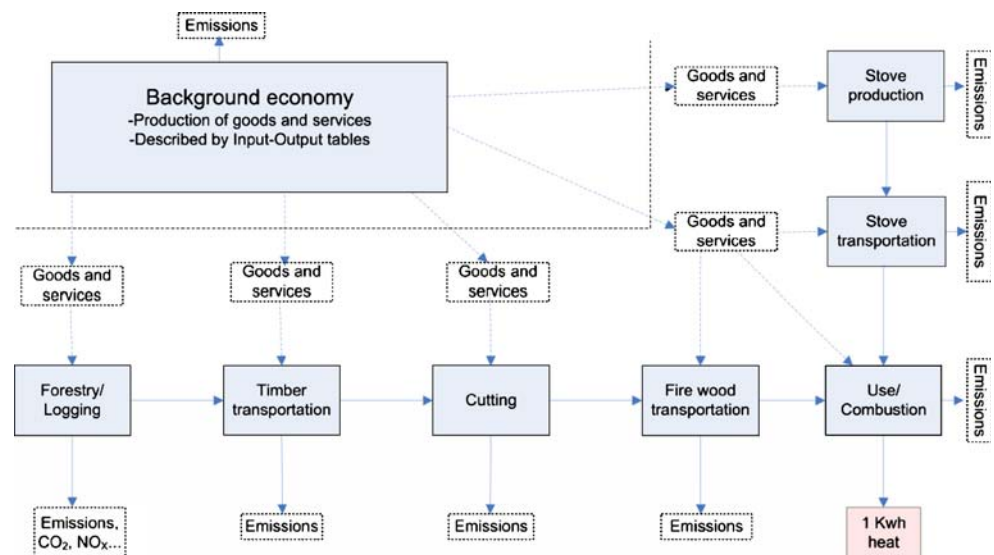 Emissions
Background economy
-Production of goods and services
-Described by Input-Output tables
Goods and
services
Stove
production
Emissions
Goods and
services
Stove
transportation
Emissions
Goods and
services
Goods and
services
Goods and
services
Forestry/
Logging
Timber
transportation
Cutting
Fire wood
transportation
Use/
Combustion
Emissions
Emissions,
CO₂, NOₓ...
Emissions
Emissions
Emissions
1 Kwh
heat